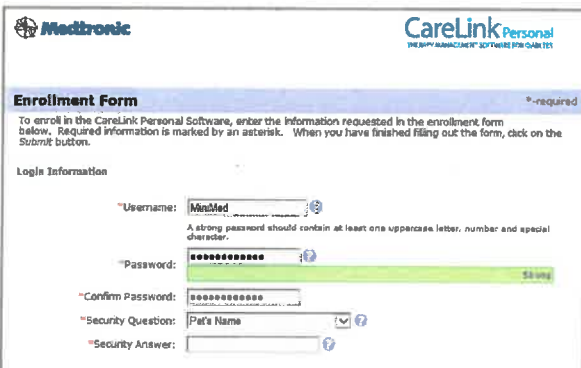 Medtronic
CareLink Personal
THERAPY MANAGEMENT SOFTWARE FOR DIABETES
Enrollment Form
*-required
To enroll in the CareLink Personal Software, enter the information requested in the enrollment form
below. Required information is marked by an asterisk. When you have finished filling out the form, click on the
Submit button.
Login Information
*Username: MiniMed ?
A strong password should contain at least one uppercase letter, number and special
character.
*Password: •••••••••••• ?
Strong
*Confirm Password: ••••••••••••
*Security Question: Pet's Name ?
*Security Answer: ?